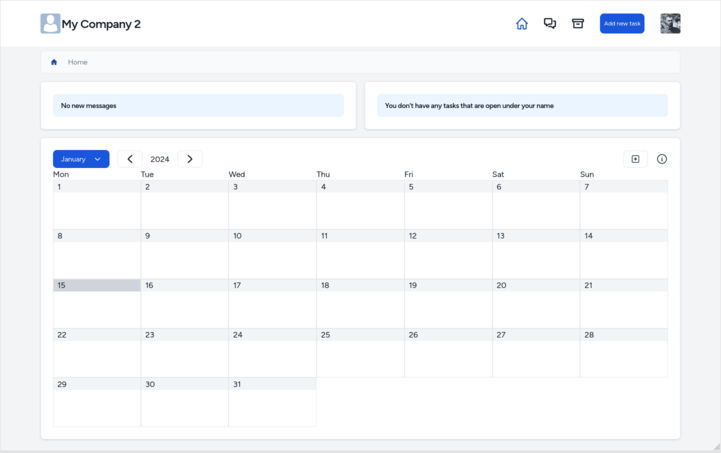 My Company 2
Add new task
Home
No new messages
You don't have any tasks that are open under your name
January 2024
Mon Tue Wed Thu Fri Sat Sun
1 2 3 4 5 6 7
8 9 10 11 12 13 14
15 16 17 18 19 20 21
22 23 24 25 26 27 28
29 30 31